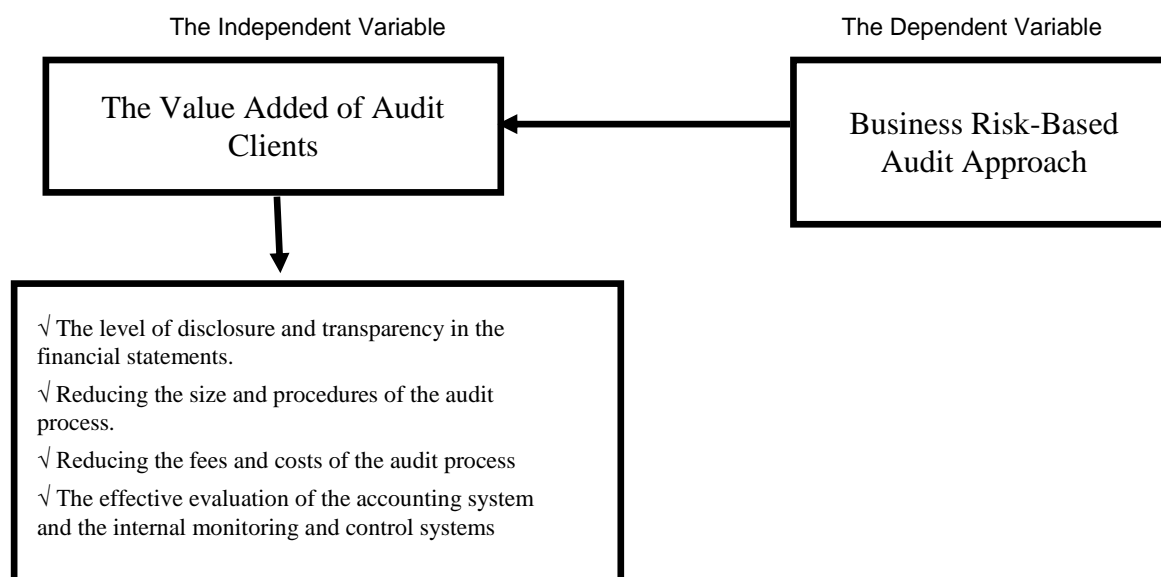 The Independent Variable
The Dependent Variable
The Value Added of Audit
Clients
Business Risk-Based
Audit Approach
√ The level of disclosure and transparency in the
financial statements.
√ Reducing the size and procedures of the audit
process.
√ Reducing the fees and costs of the audit process
√ The effective evaluation of the accounting system
and the internal monitoring and control systems